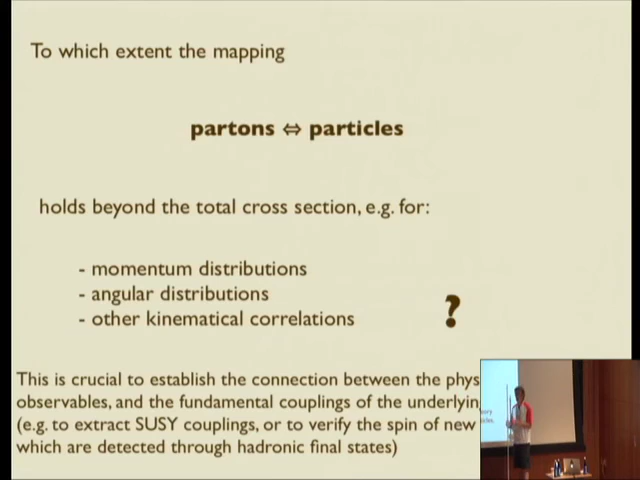 To which extent the mapping
partons ⇔ particles
holds beyond the total cross section, e.g. for:
- momentum distributions
- angular distributions
- other kinematical correlations
?
This is crucial to establish the connection between the phys
observables, and the fundamental couplings of the underlyin
(e.g. to extract SUSY couplings, or to verify the spin of new
which are detected through hadronic final states)